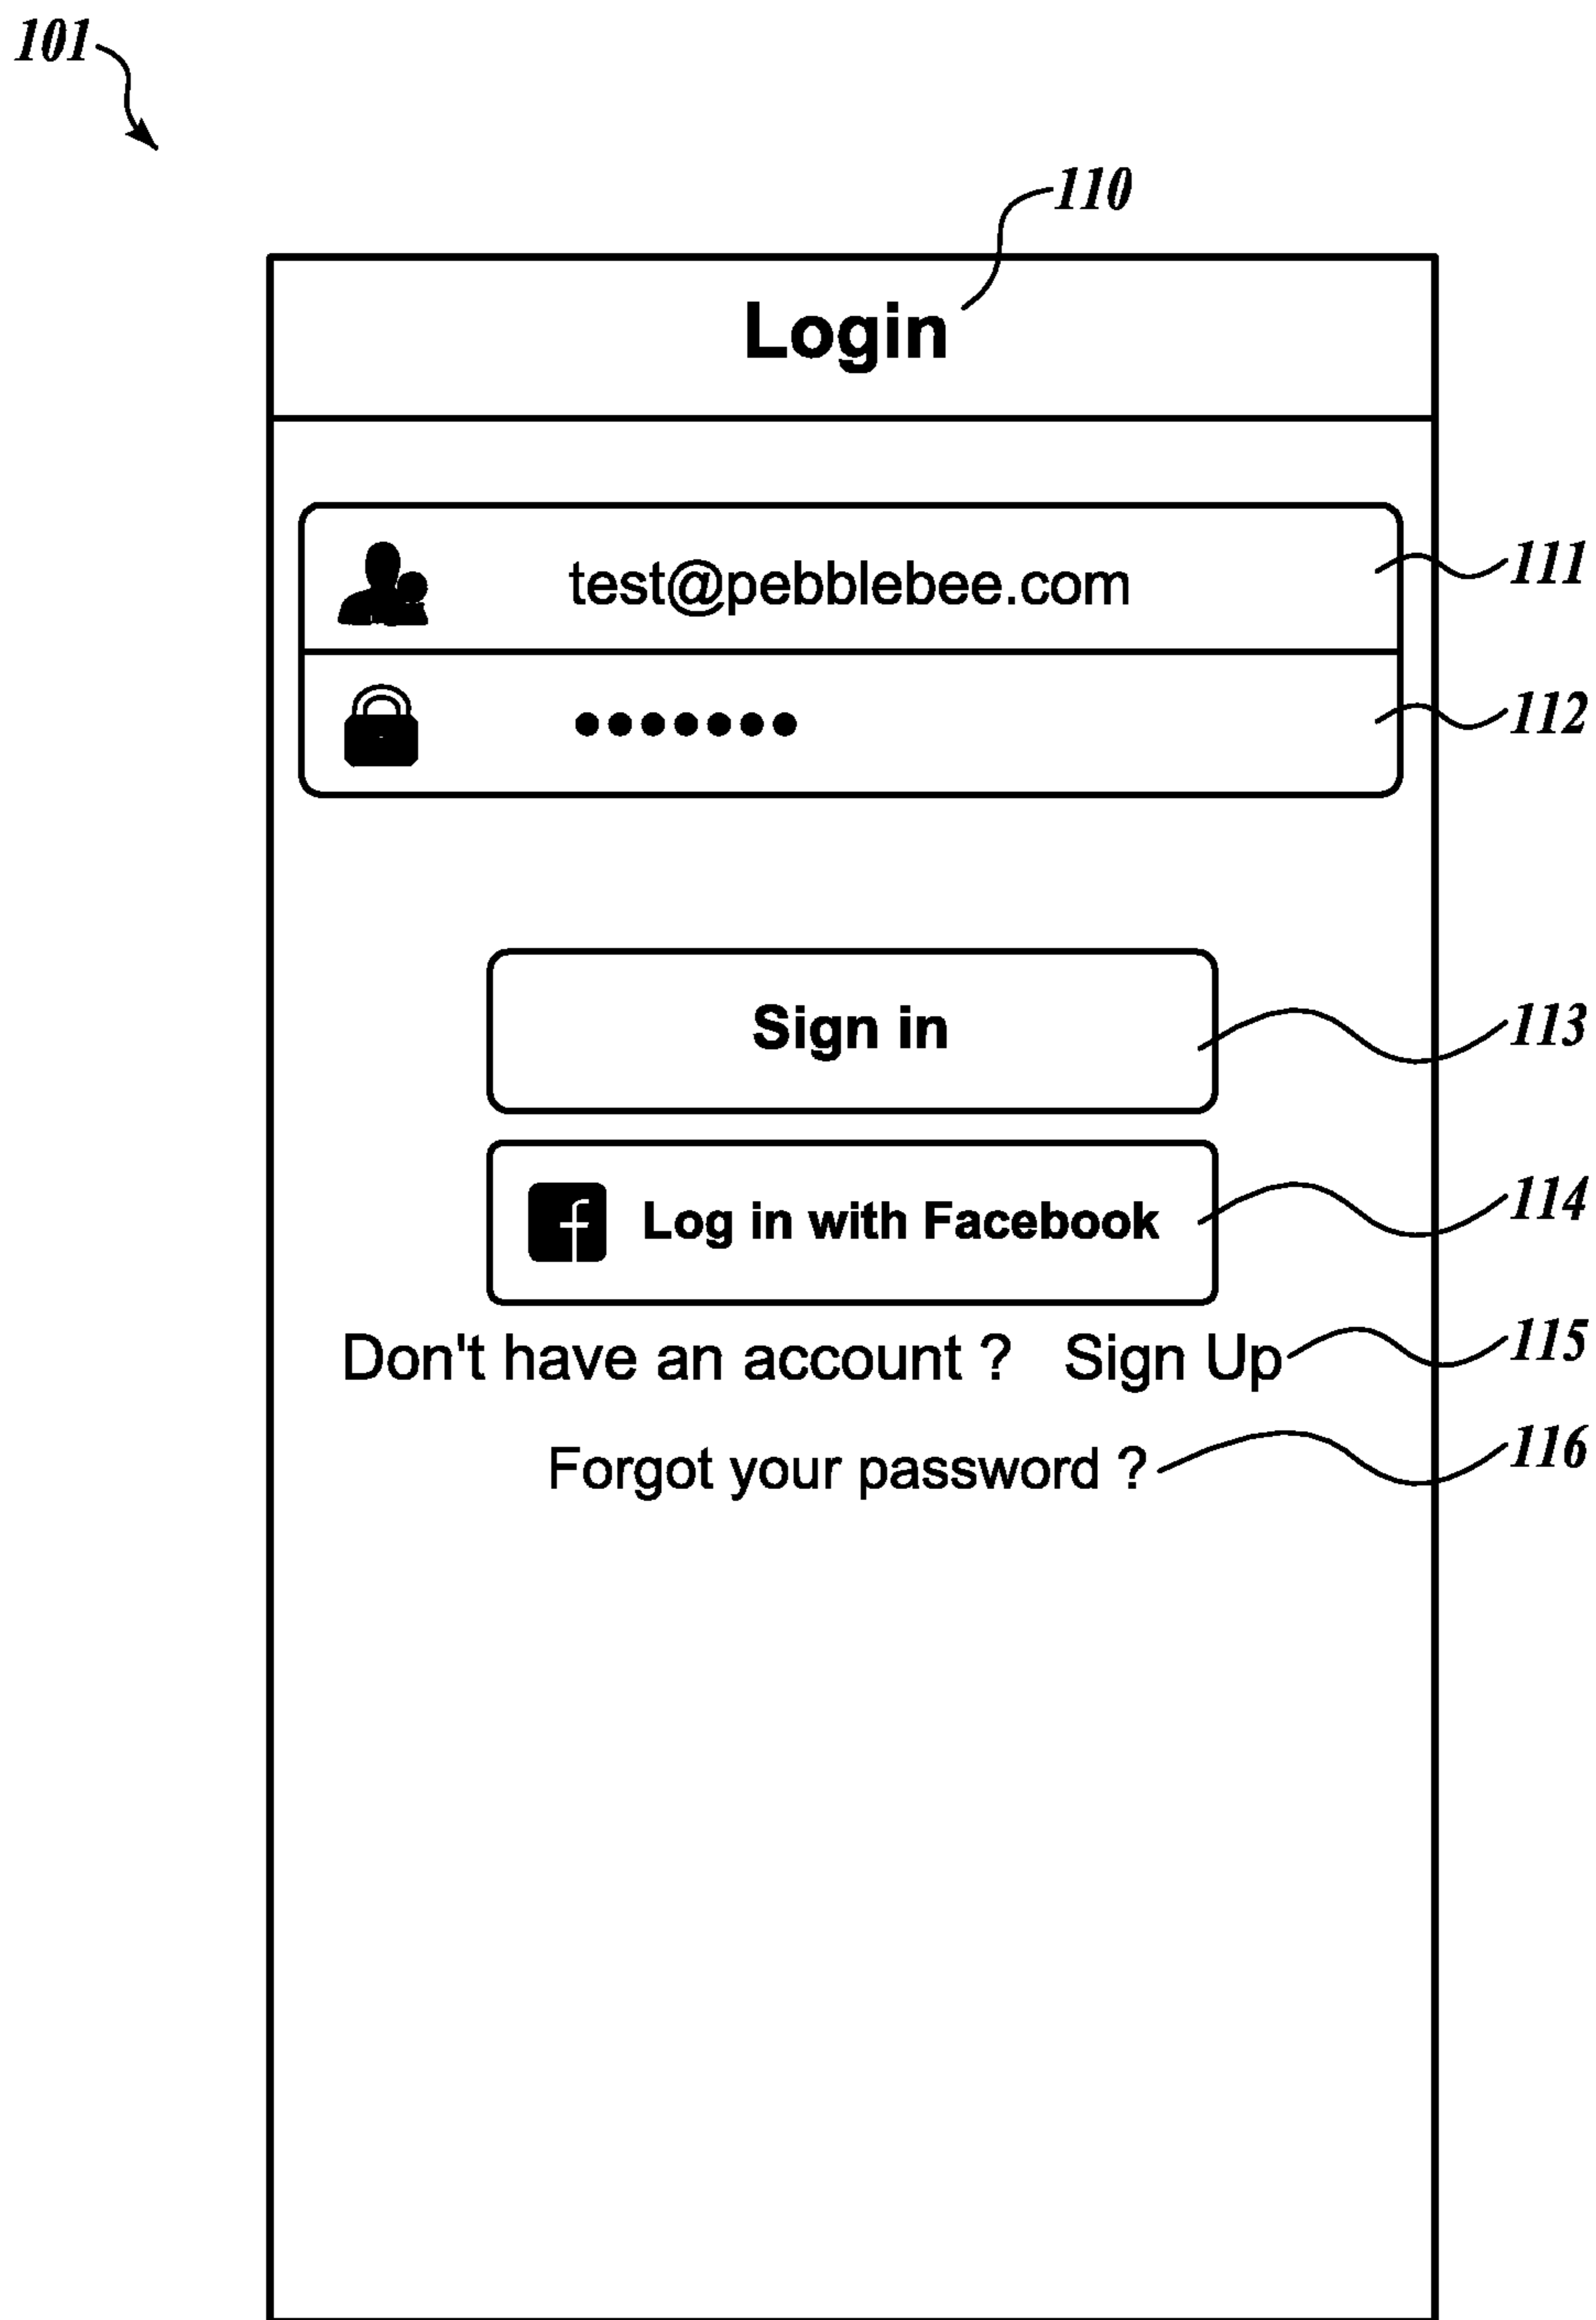 101
110
Login
test@pebblebee.com
111
•••••••
112
Sign in
113
f Log in with Facebook
114
Don't have an account ? Sign Up
115
Forgot your password ?
116